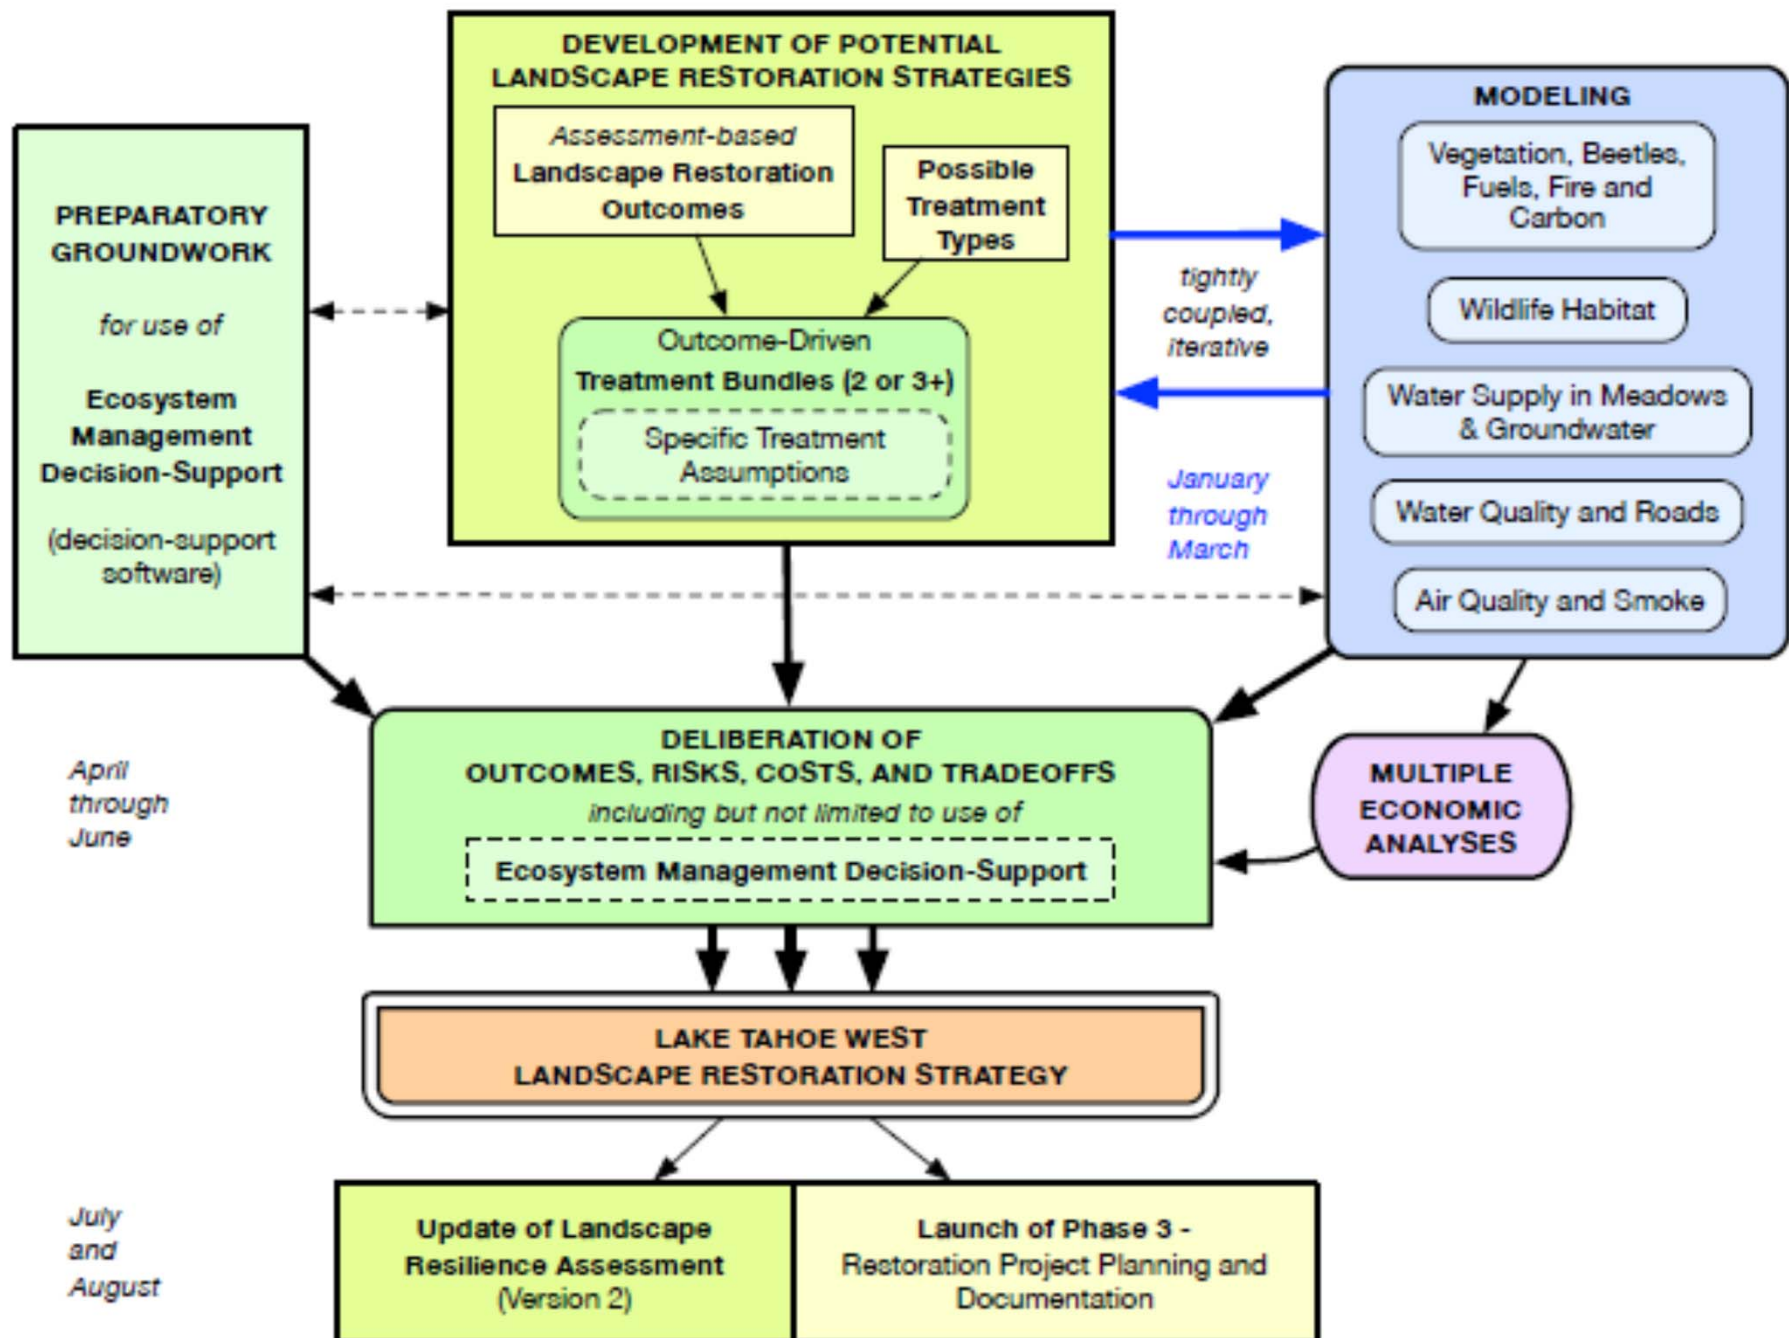 DEVELOPMENT OF POTENTIAL
LANDSCAPE RESTORATION STRATEGIES
Assessment-based
Landscape Restoration
Outcomes
Possible
Treatment
Types
Outcome-Driven
Treatment Bundles (2 or 3+)
Specific Treatment
Assumptions
PREPARATORY
GROUNDWORK
for use of
Ecosystem
Management
Decision-Support
(decision-support
software)
tightly
coupled,
iterative
January
through
March
MODELING
Vegetation, Beetles,
Fuels, Fire and
Carbon
Wildlife Habitat
Water Supply in Meadows
& Groundwater
Water Quality and Roads
Air Quality and Smoke
April
through
June
DELIBERATION OF
OUTCOMES, RISKS, COSTS, AND TRADEOFFS
including but not limited to use of
Ecosystem Management Decision-Support
MULTIPLE
ECONOMIC
ANALYSES
LAKE TAHOE WEST
LANDSCAPE RESTORATION STRATEGY
July
and
August
Update of Landscape
Resilience Assessment
(Version 2)
Launch of Phase 3 -
Restoration Project Planning and
Documentation